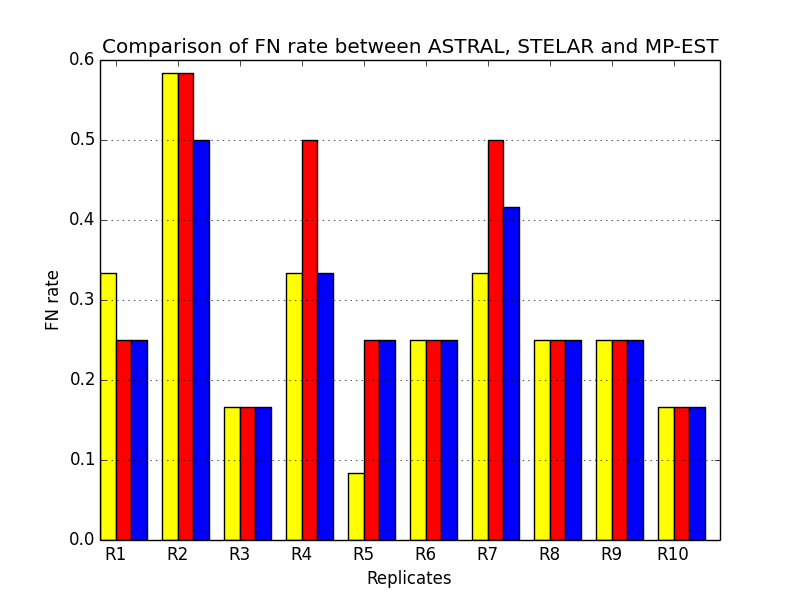 Comparison of FN rate between ASTRAL, STELAR and MP-EST
0.6
0.5
0.4
0.3
0.2
0.1
0.0
FN rate
R1 R2 R3 R4 R5 R6 R7 R8 R9 R10
Replicates